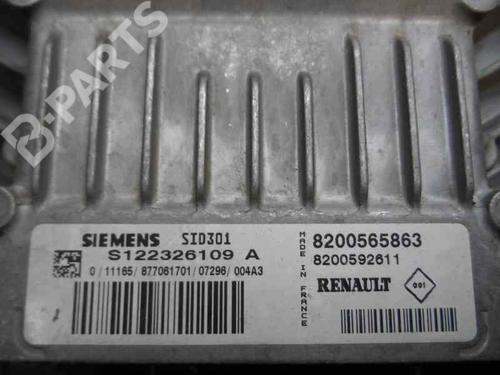 B-PARTS
SIEMENS SID301
S122326109 A
0/11165/877061701/07296/004A3
MADE IN FRANCE
8200565863
8200592611
RENAULT
001